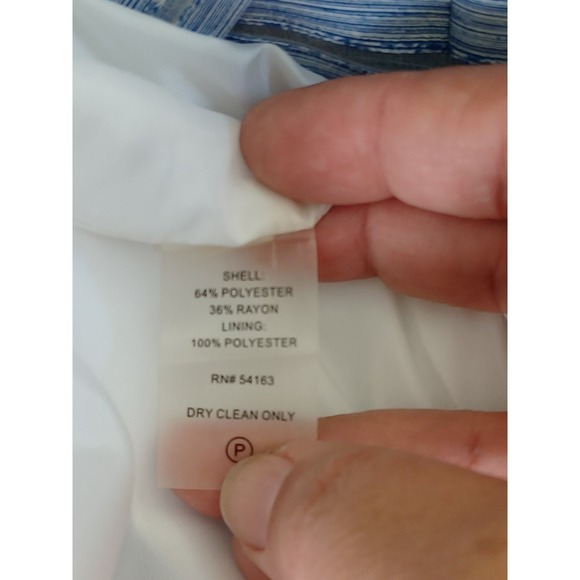 SHELL:
64% POLYESTER
36% RAYON
LINING:
100% POLYESTER
RN# 54163
DRY CLEAN ONLY
P